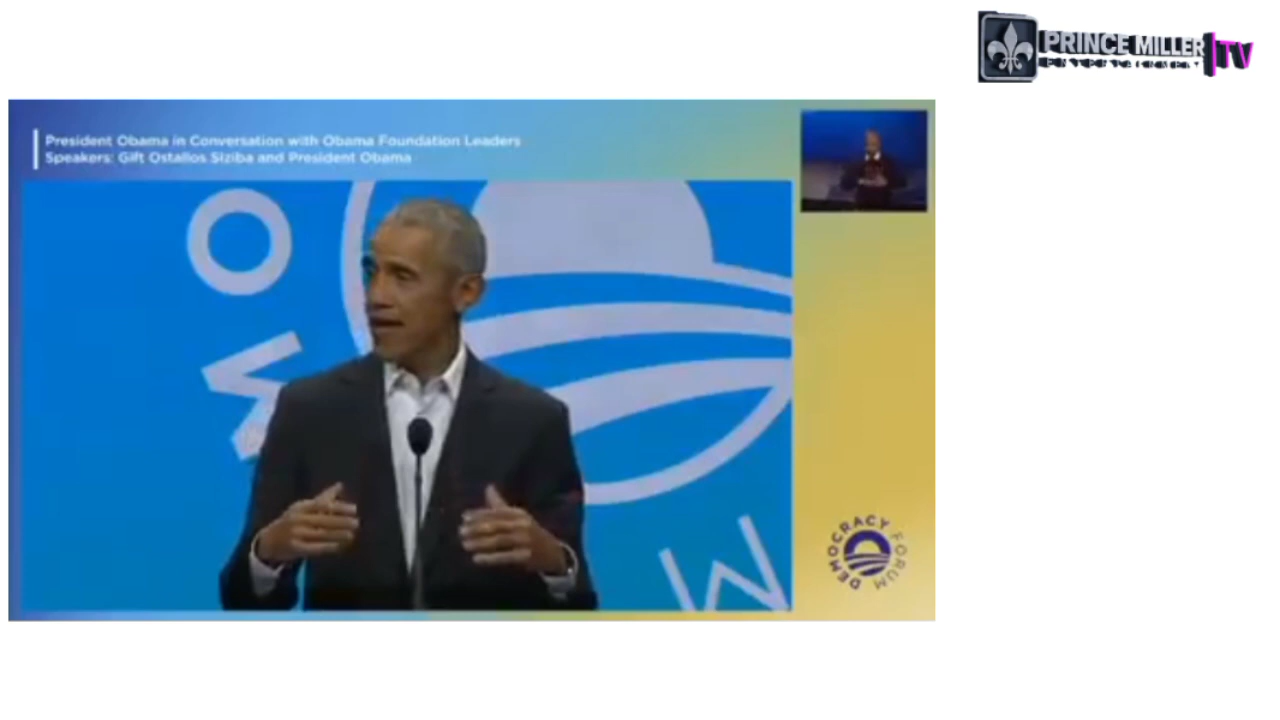 PRINCE MILLER TV
ENTERTAINMENT
President Obama in Conversation with Obama Foundation Leaders
Speakers: Gift Ostallos Siziba and President Obama
O
W
DEMOCRACY FORUM